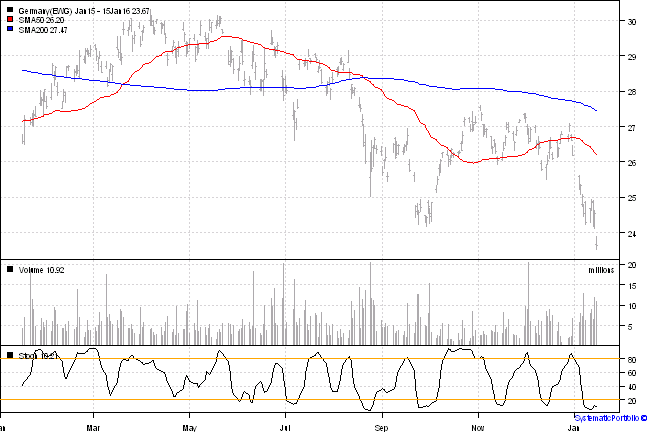 Germany(EWG) Jan15 - 15Jan16 23.67
SMA50 26.20
SMA200 27.47
30
29
28
27
26
25
24
Volume 10.92
millions
20
15
10
5
80
60
40
20
Mar
May
Jul
Sep
Nov
Jan
SystematicPortfolio ©